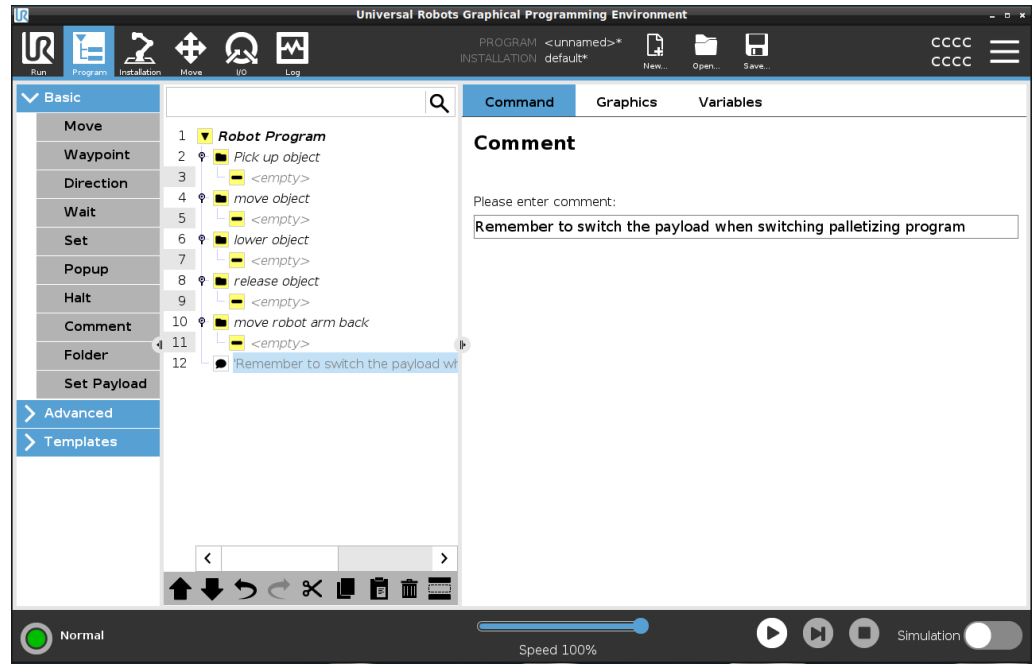 UR
Universal Robots Graphical Programming Environment
UR
Run
Program
Installation
Move
I/O
Log
PROGRAM <unnamed>*
INSTALLATION default*
New...
Open...
Save...
CCCC
CCCC
Basic
Move
Waypoint
Direction
Wait
Set
Popup
Halt
Comment
Folder
Set Payload
Advanced
Templates
1 Robot Program
2 Pick up object
3 <empty>
4 move object
5 <empty>
6 lower object
7 <empty>
8 release object
9 <empty>
10 move robot arm back
11 <empty>
12 'Remember to switch the payload wh
Command Graphics Variables
Comment
Please enter comment:
Remember to switch the payload when switching palletizing program
Normal
Speed 100%
Simulation